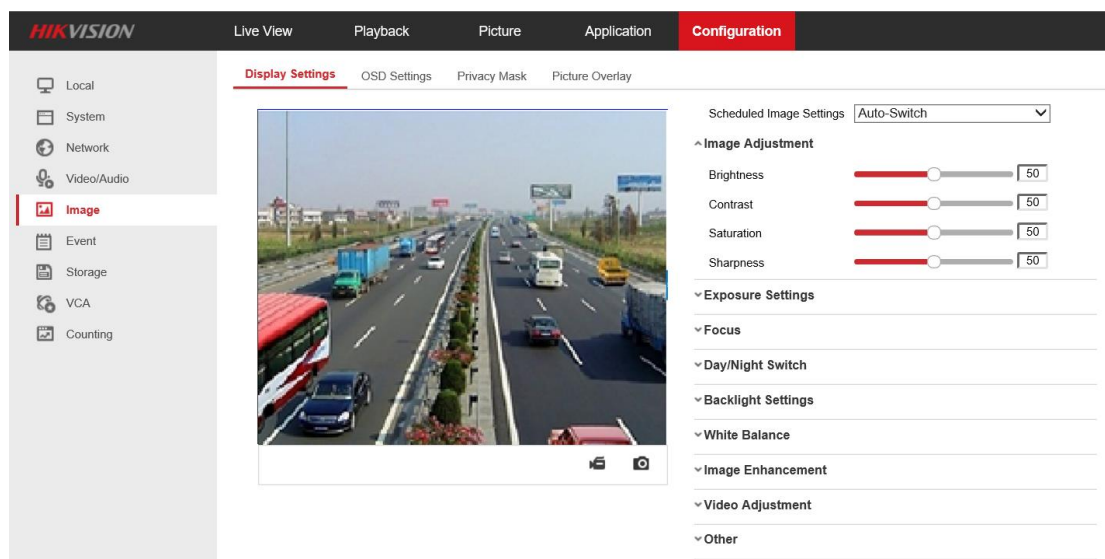 HIKVISION
Live View
Playback
Picture
Application
Configuration
Local
System
Network
Video/Audio
Image
Event
Storage
VCA
Counting
Display Settings
OSD Settings
Privacy Mask
Picture Overlay
Scheduled Image Settings Auto-Switch
Image Adjustment
Brightness 50
Contrast 50
Saturation 50
Sharpness 50
Exposure Settings
Focus
Day/Night Switch
Backlight Settings
White Balance
Image Enhancement
Video Adjustment
Other